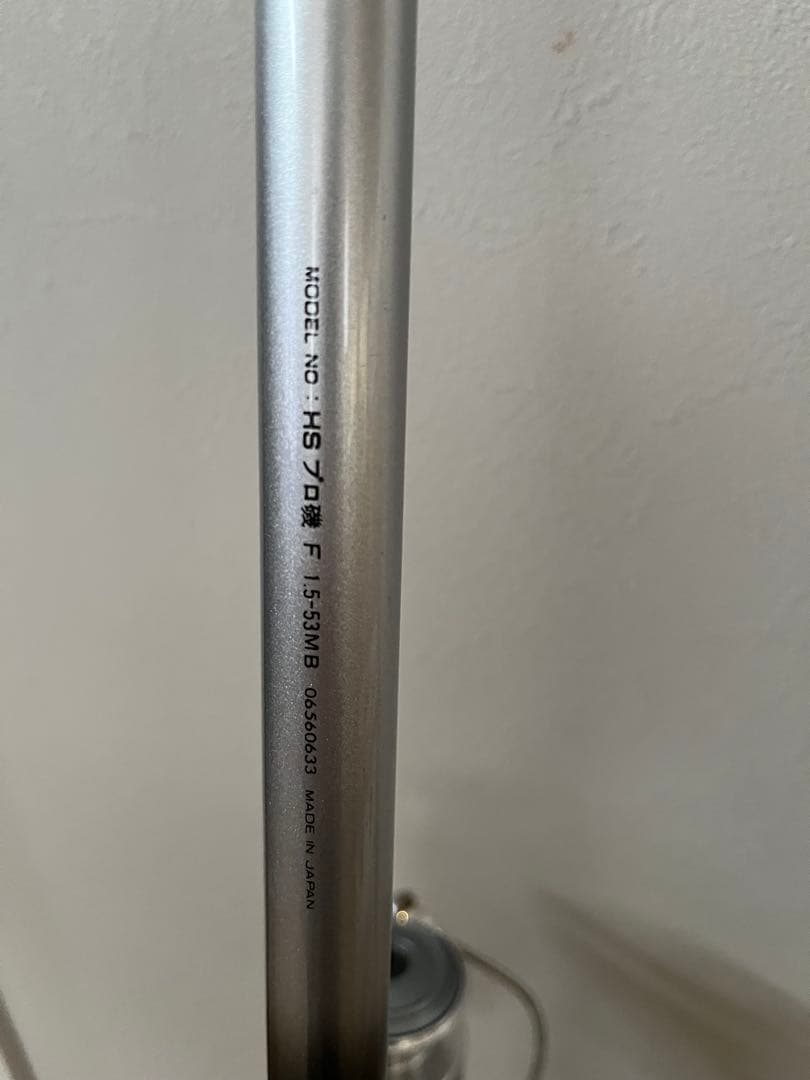 MODEL NO : HS プロ磯 F 1.5-53MB 06560633 MADE IN JAPAN